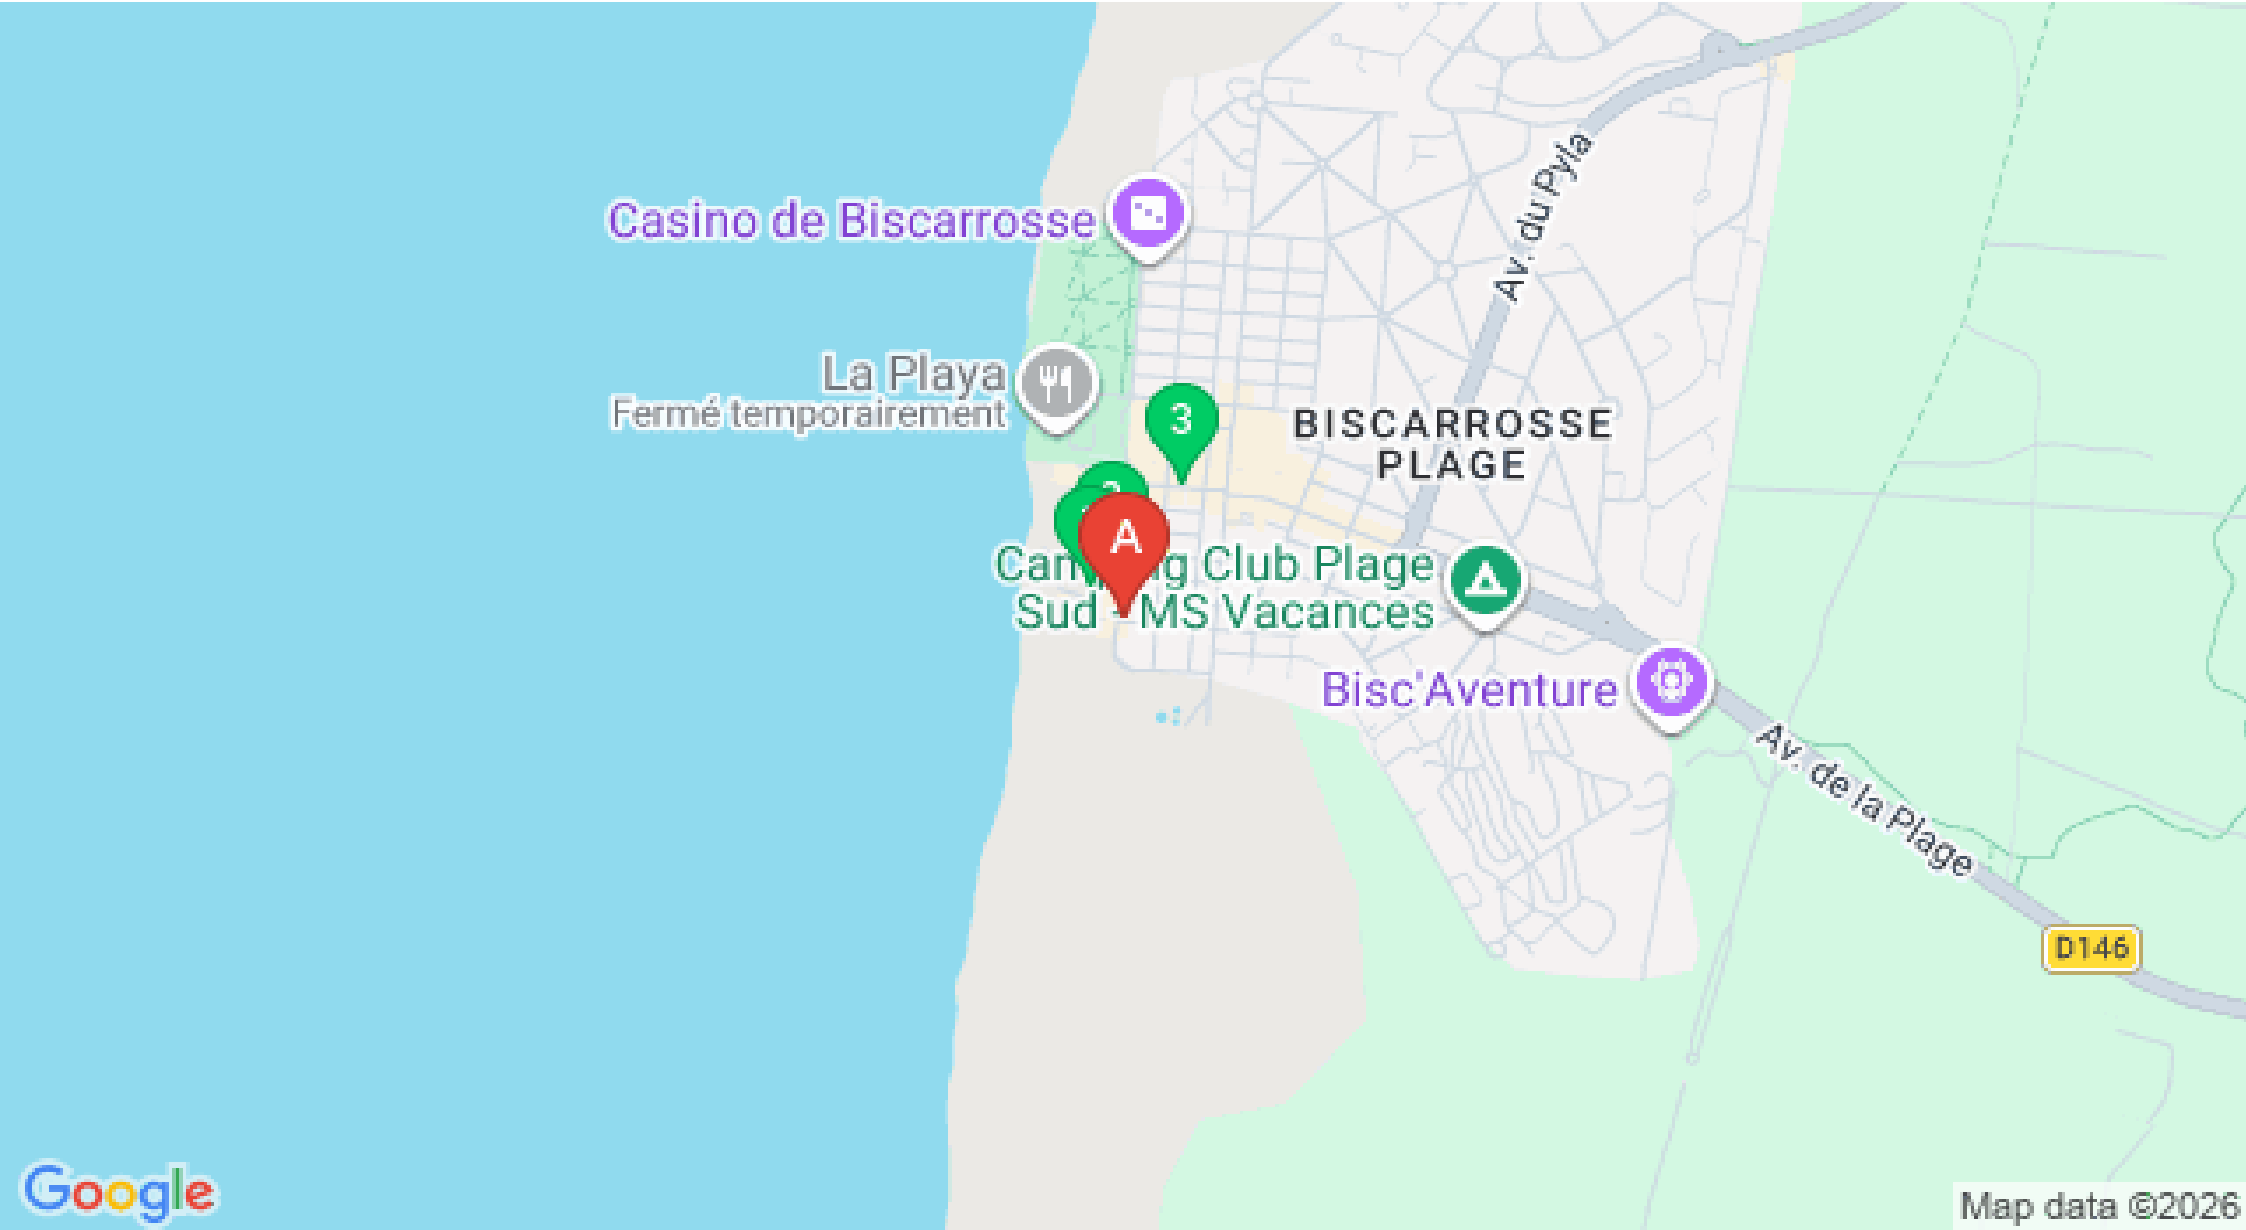 Av. du Pyla
Casino de Biscarrosse
La Playa
Fermé temporairement
3
BISCARROSSE
PLAGE
A
Club Plage
Sud - MS Vacances
Bisc'Aventure
Av. de la Plage
D146
Google
Map data ©2026